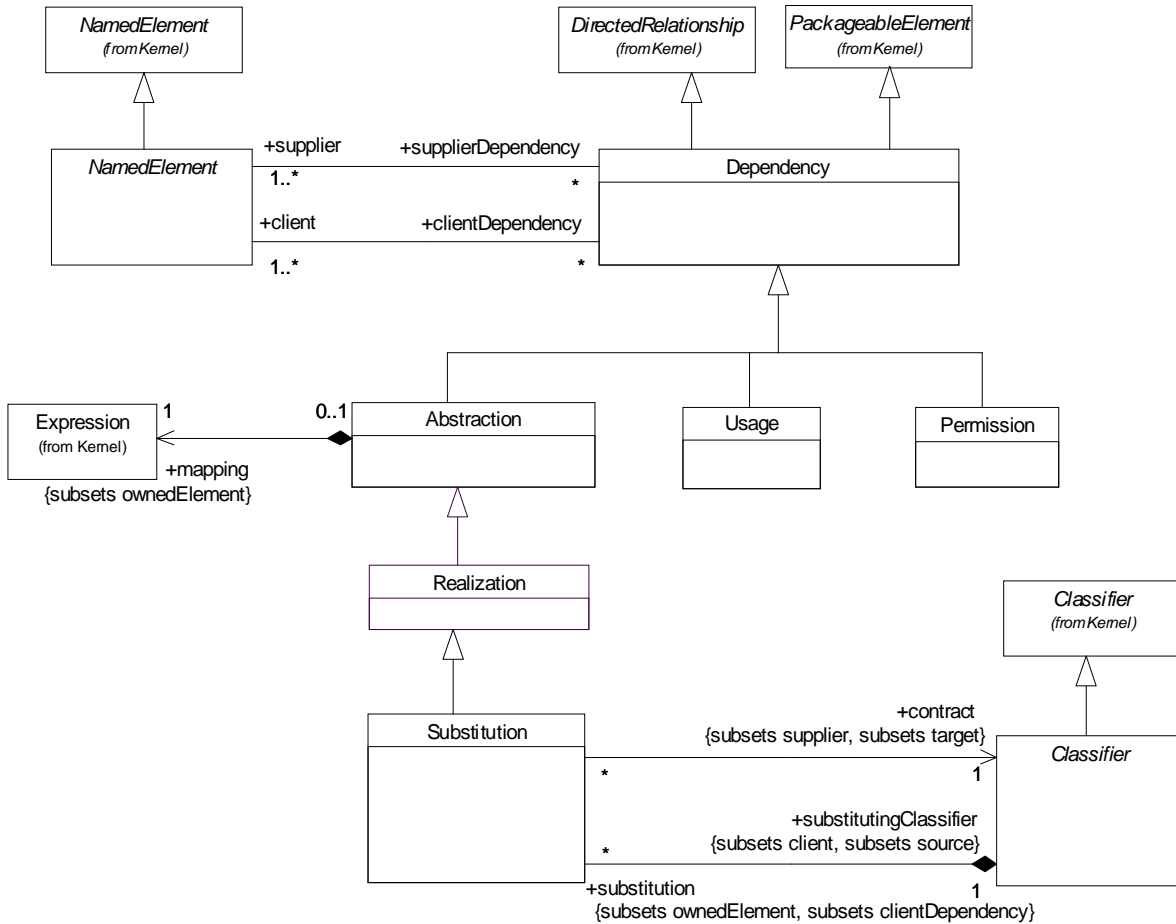 NamedElement
(from Kernel)
DirectedRelationship
(from Kernel)
PackageableElement
(from Kernel)
NamedElement
+supplier
1..*
+supplierDependency
*
+client
1..*
+clientDependency
*
Dependency
Expression
(from Kernel)
1
0..1
+mapping
{subsets ownedElement}
Abstraction
Usage
Permission
Realization
Classifier
(from Kernel)
Substitution
+contract
{subsets supplier, subsets target}
*
1
Classifier
+substitutingClassifier
{subsets client, subsets source}
*
1
+substitution
{subsets ownedElement, subsets clientDependency}